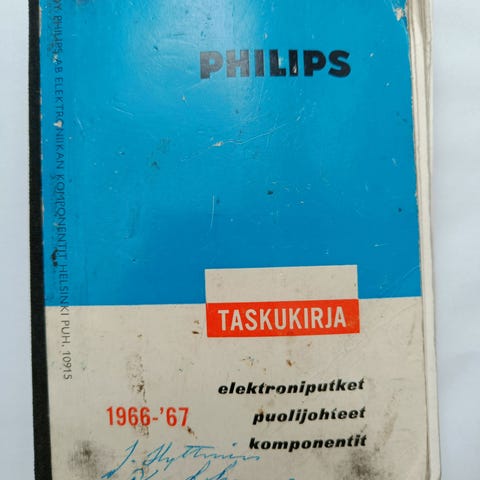 PHILIPS
OY PHILIPS AB ELEKTRONIIKAN KOMPONENTIT HELSINKI PUH. 10915
TASKUKIRJA
elektroniputket
1966-'67
puolijohteet
komponentit